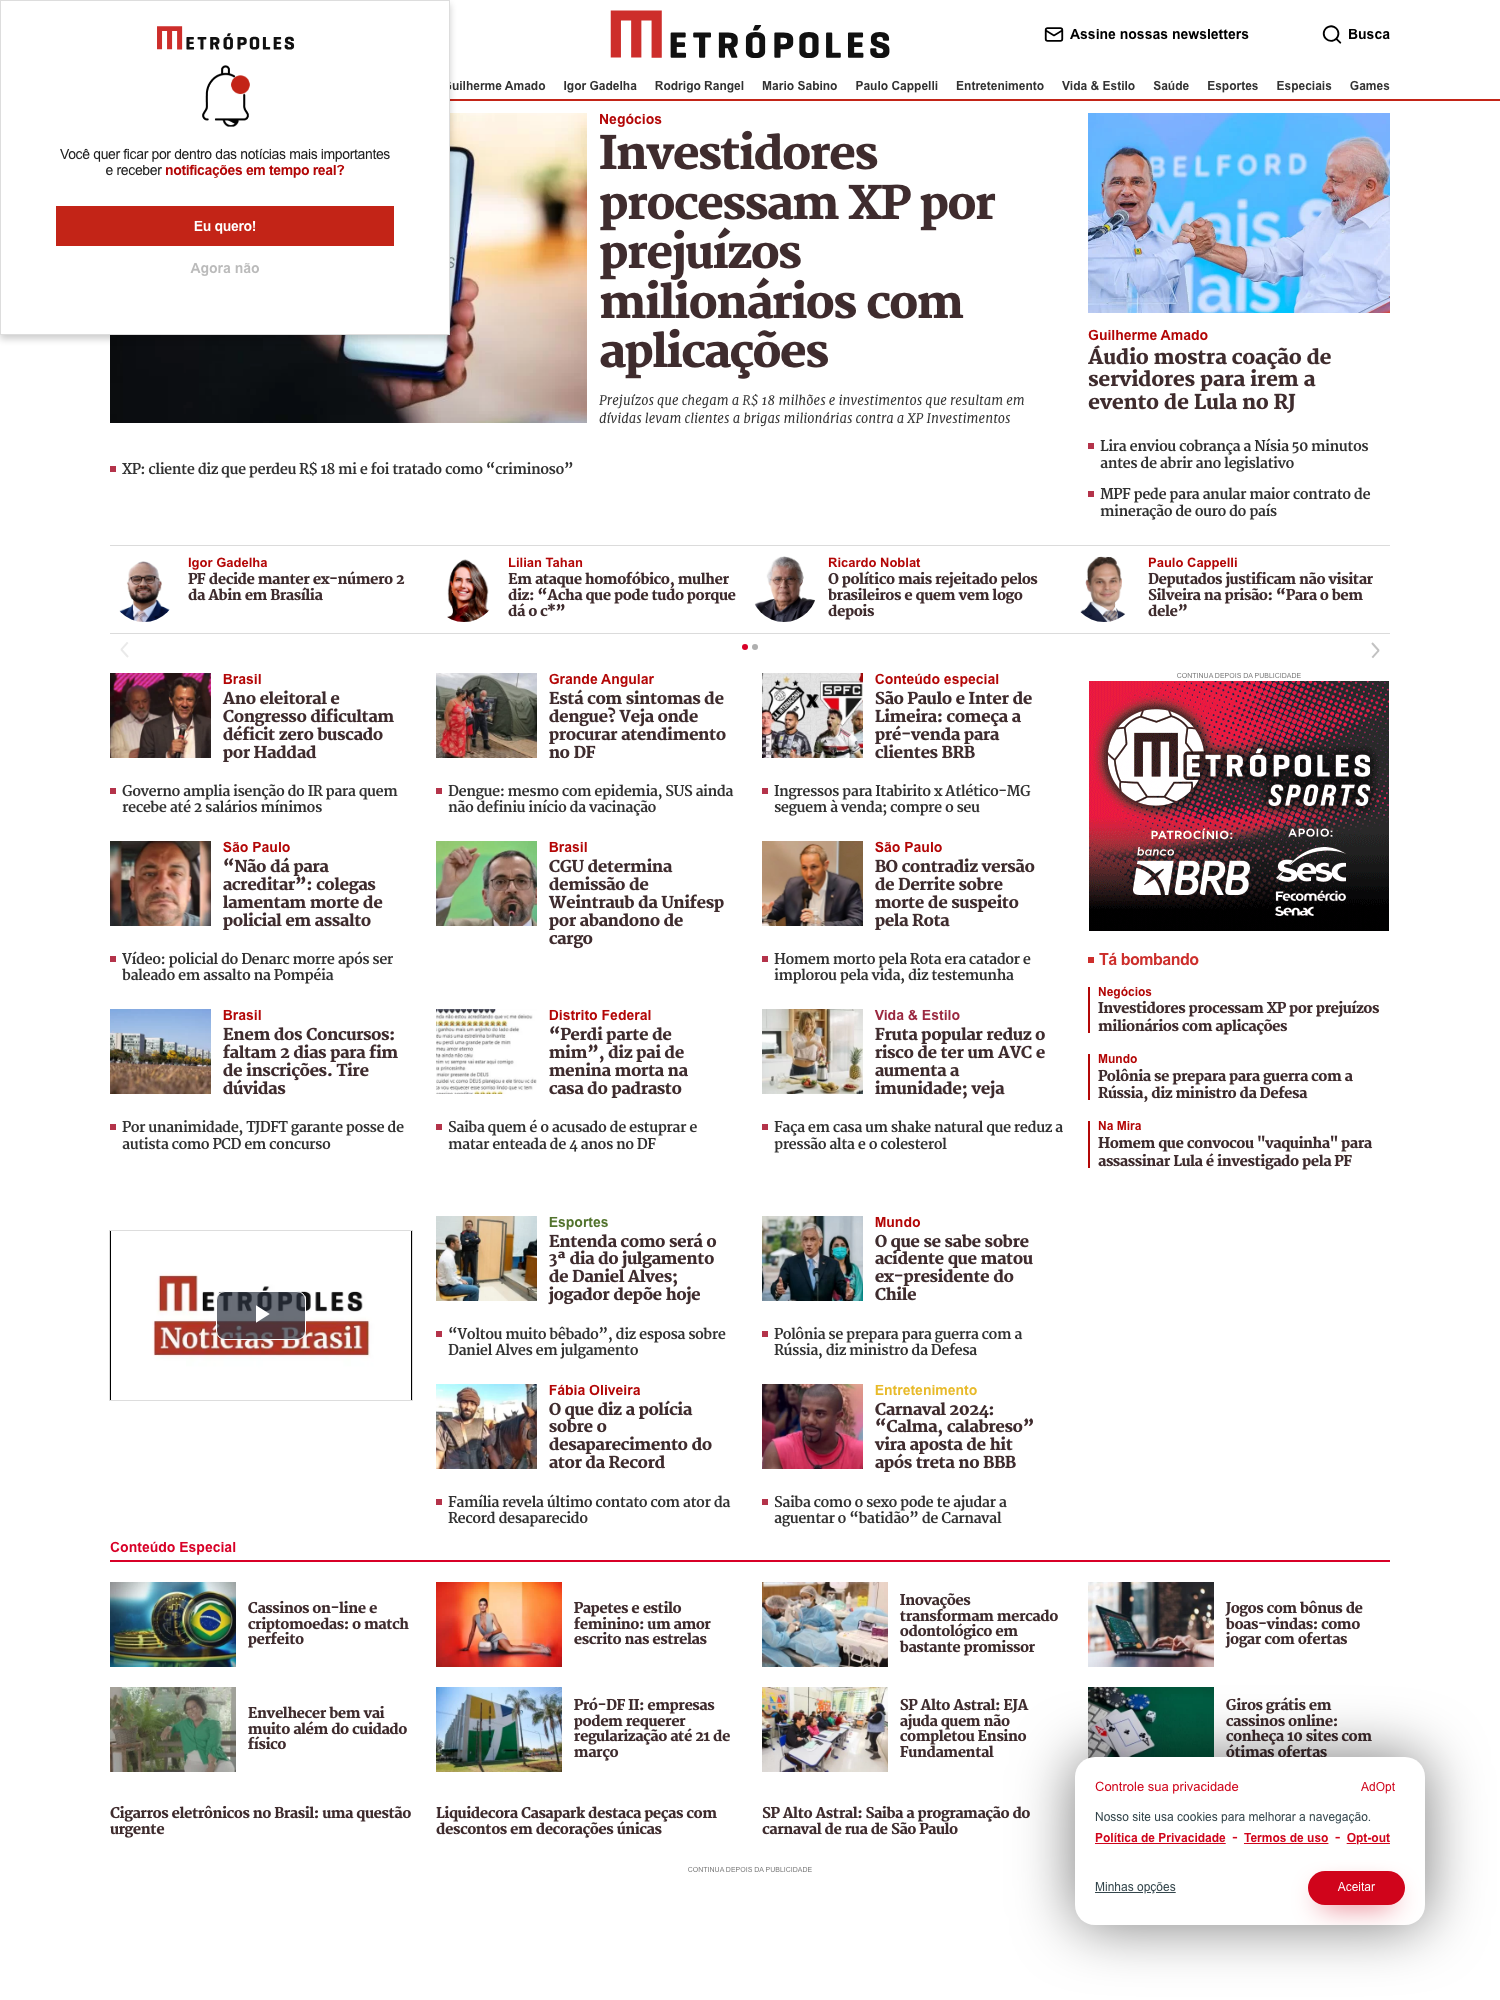 METRÓPOLES
Você quer ficar por dentro das notícias mais importantes
e receber notificações em tempo real?
Eu quero!
Agora não
METRÓPOLES
Assine nossas newsletters
Busca
Guilherme Amado Igor Gadelha Rodrigo Rangel Mario Sabino Paulo Cappelli Entretenimento Vida & Estilo Saúde Esportes Especiais Games
Negócios
Investidores
processam XP por
prejuízos
milionários com
aplicações
Prejuízos que chegam a R$ 18 milhões e investimentos que resultam em
dívidas levam clientes a brigas milionárias contra a XP Investimentos
XP: cliente diz que perdeu R$ 18 mi e foi tratado como “criminoso”
BELFORD
Mais
Mais
Guilherme Amado
Áudio mostra coação de
servidores para irem a
evento de Lula no RJ
Lira enviou cobrança a Nísia 50 minutos
antes de abrir ano legislativo
MPF pede para anular maior contrato de
mineração de ouro do país
Igor Gadelha
PF decide manter ex-número 2
da Abin em Brasília
Lilian Tahan
Em ataque homofóbico, mulher
diz: “Acha que pode tudo porque
dá o c*”
Ricardo Noblat
O político mais rejeitado pelos
brasileiros e quem vem logo
depois
Paulo Cappelli
Deputados justificam não visitar
Silveira na prisão: “Para o bem
dele”
Brasil
Ano eleitoral e
Congresso dificultam
déficit zero buscado
por Haddad
Governo amplia isenção do IR para quem
recebe até 2 salários mínimos
Grande Angular
Está com sintomas de
dengue? Veja onde
procurar atendimento
no DF
Dengue: mesmo com epidemia, SUS ainda
não definiu início da vacinação
X SPFC
Conteúdo especial
São Paulo e Inter de
Limeira: começa a
pré-venda para
clientes BRB
Ingressos para Itabirito x Atlético-MG
seguem à venda; compre o seu
CONTINUA DEPOIS DA PUBLICIDADE
METRÓPOLES
SPORTS
PATROCÍNIO:
banco
BRB
APOIO:
Sesc
Fecomércio
Senac
São Paulo
“Não dá para
acreditar”: colegas
lamentam morte de
policial em assalto
Vídeo: policial do Denarc morre após ser
baleado em assalto na Pompéia
Brasil
CGU determina
demissão de
Weintraub da Unifesp
por abandono de
cargo
São Paulo
BO contradiz versão
de Derrite sobre
morte de suspeito
pela Rota
Homem morto pela Rota era catador e
implorou pela vida, diz testemunha
Tá bombando
Negócios
Investidores processam XP por prejuízos
milionários com aplicações
Mundo
Polônia se prepara para guerra com a
Rússia, diz ministro da Defesa
Na Mira
Homem que convocou "vaquinha" para
assassinar Lula é investigado pela PF
Brasil
Enem dos Concursos:
faltam 2 dias para fim
de inscrições. Tire
dúvidas
Por unanimidade, TJDFT garante posse de
autista como PCD em concurso
Distrito Federal
“Perdi parte de
mim”, diz pai de
menina morta na
casa do padrasto
Saiba quem é o acusado de estuprar e
matar enteada de 4 anos no DF
Vida & Estilo
Fruta popular reduz o
risco de ter um AVC e
aumenta a
imunidade; veja
Faça em casa um shake natural que reduz a
pressão alta e o colesterol
METRÓPOLES
Notícias Brasil
Esportes
Entenda como será o
3ª dia do julgamento
de Daniel Alves;
jogador depõe hoje
“Voltou muito bêbado”, diz esposa sobre
Daniel Alves em julgamento
Mundo
O que se sabe sobre
acidente que matou
ex-presidente do
Chile
Polônia se prepara para guerra com a
Rússia, diz ministro da Defesa
Fábia Oliveira
O que diz a polícia
sobre o
desaparecimento do
ator da Record
Família revela último contato com ator da
Record desaparecido
Entretenimento
Carnaval 2024:
“Calma, calabreso”
vira aposta de hit
após treta no BBB
Saiba como o sexo pode te ajudar a
aguentar o “batidão” de Carnaval
Conteúdo Especial
Cassinos on-line e
criptomoedas: o match
perfeito
Papetes e estilo
feminino: um amor
escrito nas estrelas
Inovações
transformam mercado
odontológico em
bastante promissor
Jogos com bônus de
boas-vindas: como
jogar com ofertas
Envelhecer bem vai
muito além do cuidado
físico
Pró-DF II: empresas
podem requerer
regularização até 21 de
março
SP Alto Astral: EJA
ajuda quem não
completou Ensino
Fundamental
Giros grátis em
cassinos online:
conheça 10 sites com
ótimas ofertas
Cigarros eletrônicos no Brasil: uma questão
urgente
Liquidecora Casapark destaca peças com
descontos em decorações únicas
SP Alto Astral: Saiba a programação do
carnaval de rua de São Paulo
CONTINUA DEPOIS DA PUBLICIDADE
Controle sua privacidade
AdOpt
Nosso site usa cookies para melhorar a navegação.
Política de Privacidade - Termos de uso - Opt-out
Minhas opções
Aceitar